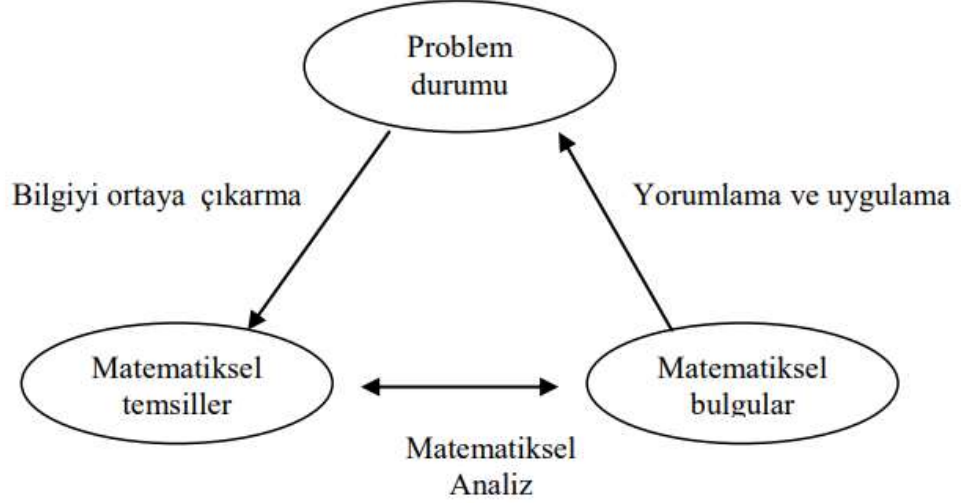 Problem
durumu
Bilgiyi ortaya çıkarma
Yorumlama ve uygulama
Matematiksel
temsiller
Matematiksel
bulgular
Matematiksel
Analiz